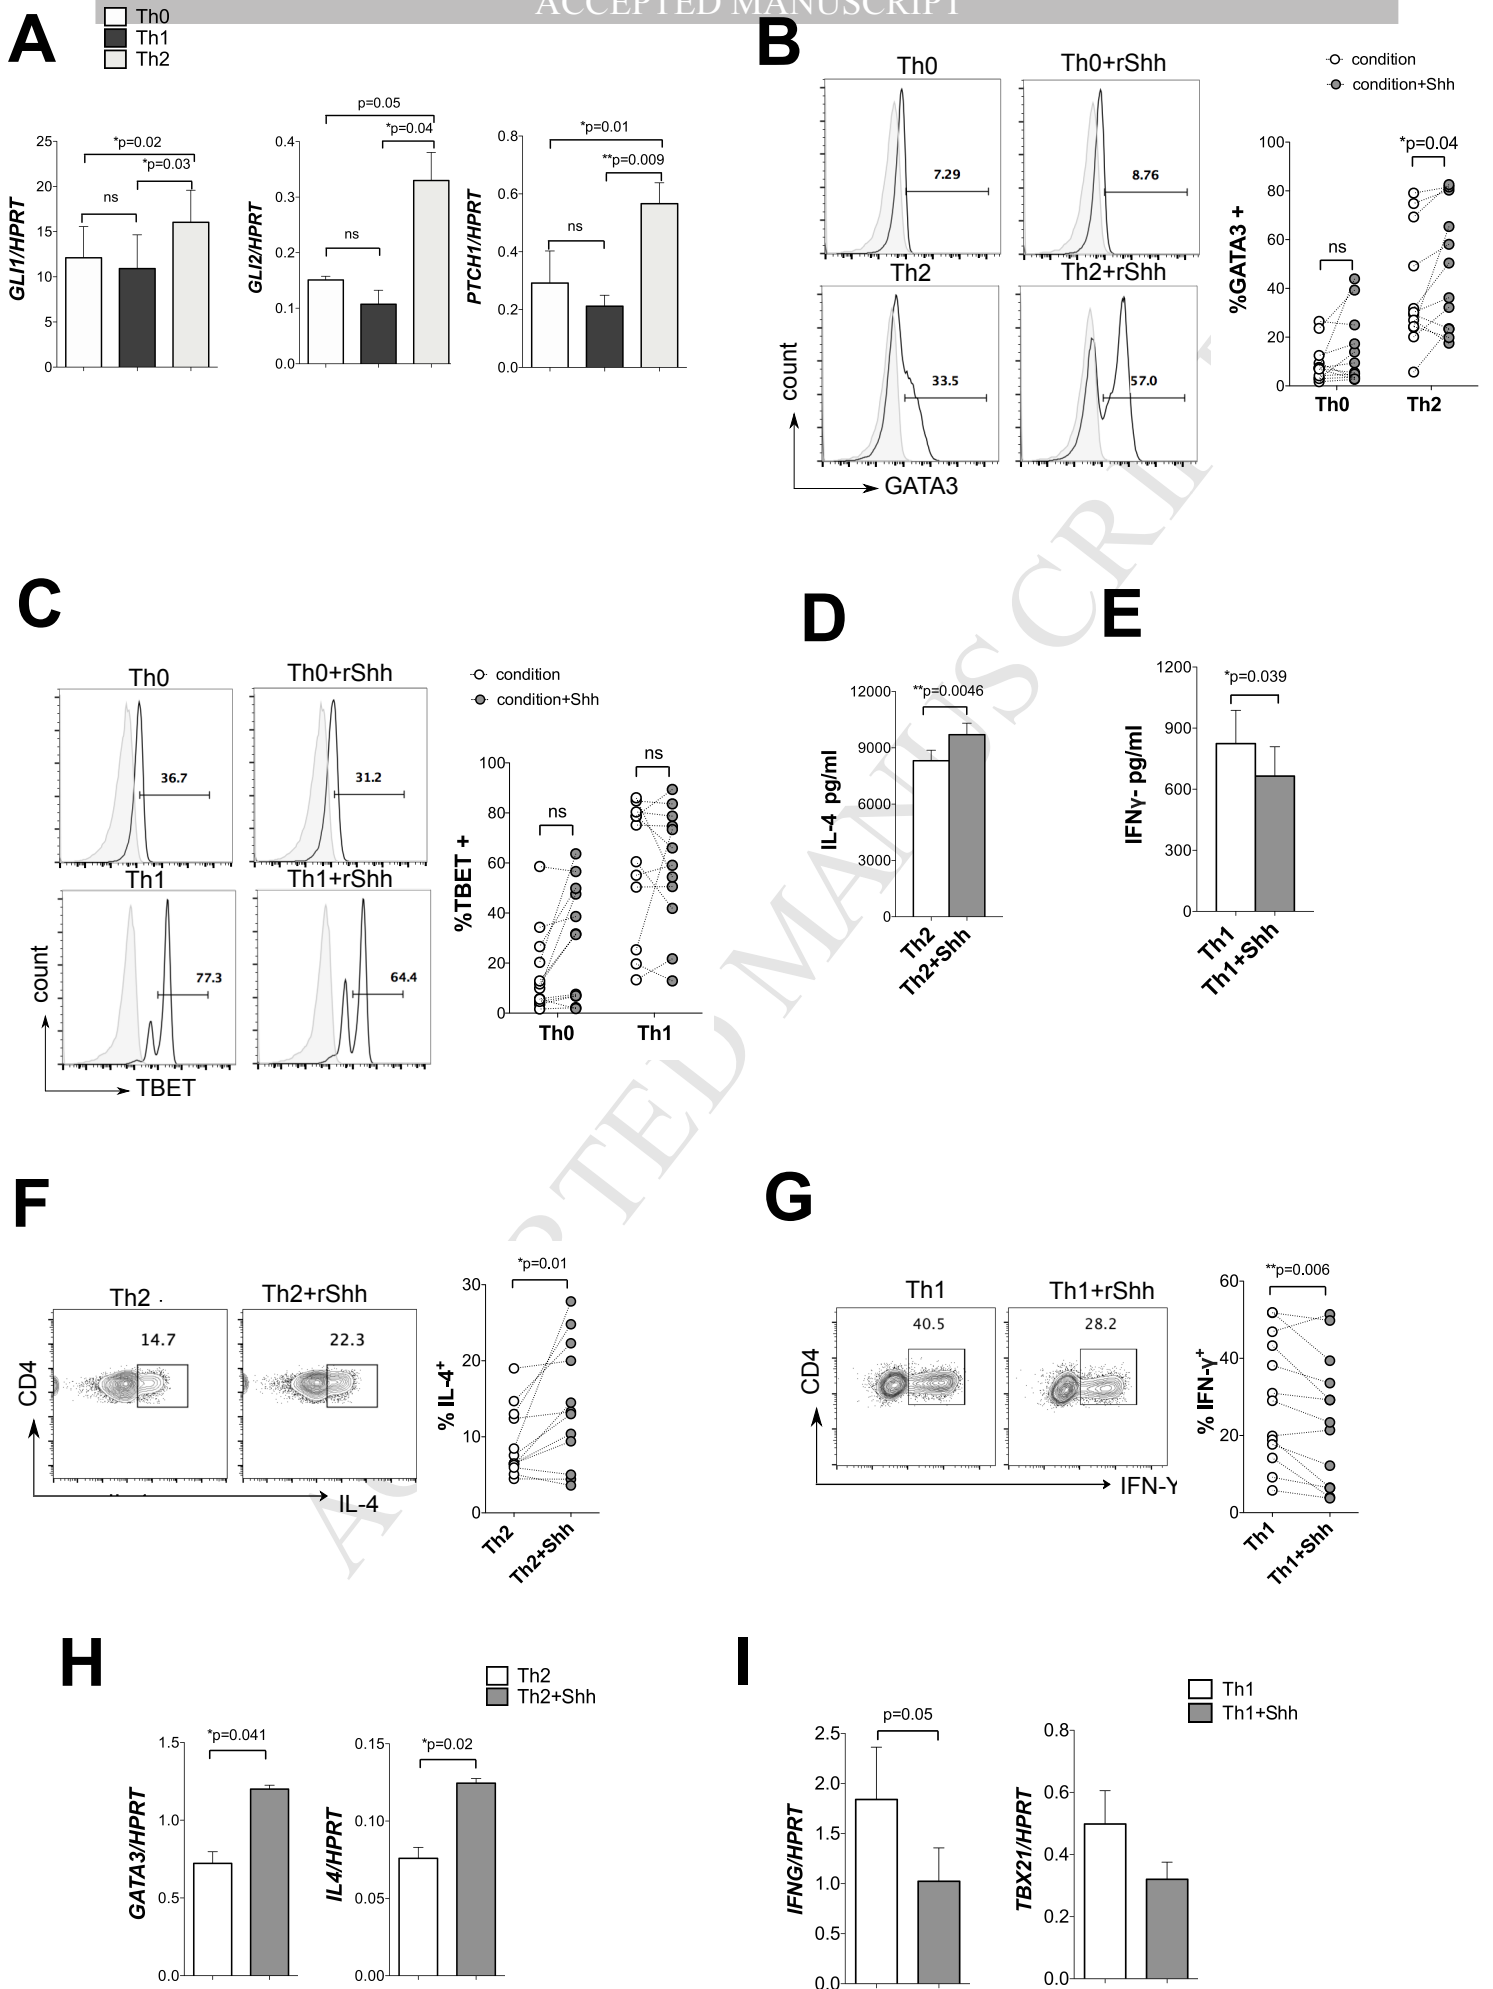 ACCEPTED MANUSCRIPT
A
Th0
Th1
Th2
GLI1/HPRT
25
20
15
10
5
0
ns
*p=0.02
*p=0.03
GLI2/HPRT
0.4
0.3
0.2
0.1
0.0
ns
p=0.05
*p=0.04
PTCH1/HPRT
0.8
0.6
0.4
0.2
0.0
ns
*p=0.01
**p=0.009
B
Th0
Th0+rShh
7.29
8.76
Th2
Th2+rShh
33.5
57.0
count
GATA3
condition
condition+Shh
%GATA3 +
100
80
60
40
20
0
ns
*p=0.04
Th0
Th2
C
Th0
Th0+rShh
36.7
31.2
Th1
Th1+rShh
77.3
64.4
count
TBET
condition
condition+Shh
%TBET +
100
80
60
40
20
0
ns
ns
Th0
Th1
D
IL-4 pg/ml
12000
9000
6000
3000
0
**p=0.0046
Th2
Th2+Shh
E
IFNγ- pg/ml
1200
900
600
300
0
*p=0.039
Th1
Th1+Shh
F
Th2
Th2+rShh
14.7
22.3
CD4
IL-4
% IL-4+
30
20
10
0
*p=0.01
Th2
Th2+Shh
G
Th1
Th1+rShh
40.5
28.2
CD4
IFN-Y
% IFN-γ+
60
40
20
0
**p=0.006
Th1
Th1+Shh
H
Th2
Th2+Shh
GATA3/HPRT
1.5
1.0
0.5
0.0
*p=0.041
IL4/HPRT
0.15
0.10
0.05
0.00
*p=0.02
I
Th1
Th1+Shh
IFNG/HPRT
2.5
2.0
1.5
1.0
0.5
0.0
p=0.05
TBX21/HPRT
0.8
0.6
0.4
0.2
0.0